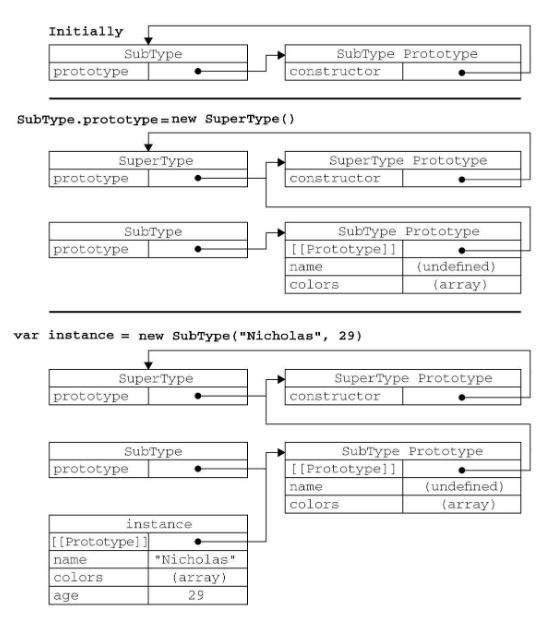 Initially
SubType SubType Prototype
prototype constructor
SubType.prototype=new SuperType()
SuperType SuperType Prototype
prototype constructor
SubType SubType Prototype
prototype [[Prototype]]
name (undefined)
colors (array)
var instance = new SubType("Nicholas", 29)
SuperType SuperType Prototype
prototype constructor
SubType SubType Prototype
prototype [[Prototype]]
name (undefined)
colors (array)
instance
[[Prototype]]
name "Nicholas"
colors (array)
age 29